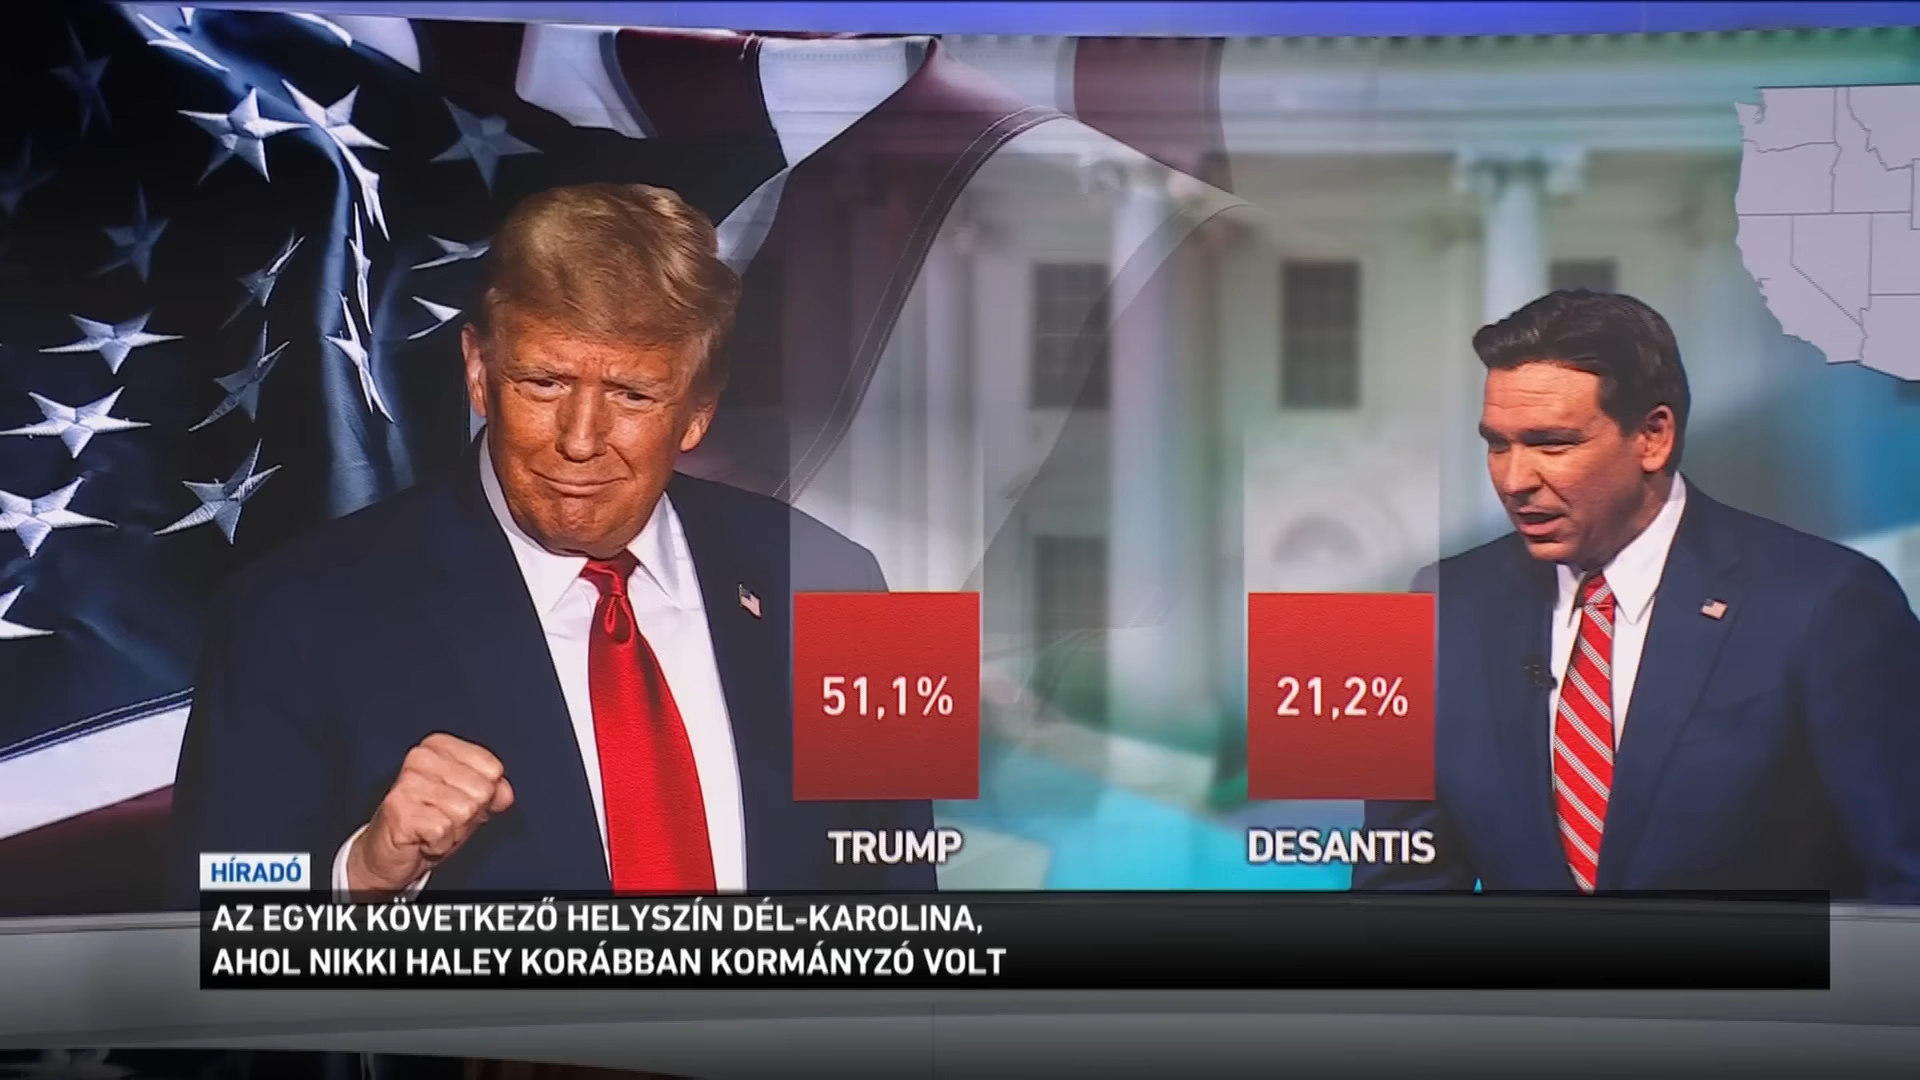 51,1%
21,2%
TRUMP
DESANTIS
HÍRADÓ
AZ EGYIK KÖVETKEZŐ HELYSZÍN DÉL-KAROLINA,
AHOL NIKKI HALEY KORÁBBAN KORMÁNYZÓ VOLT